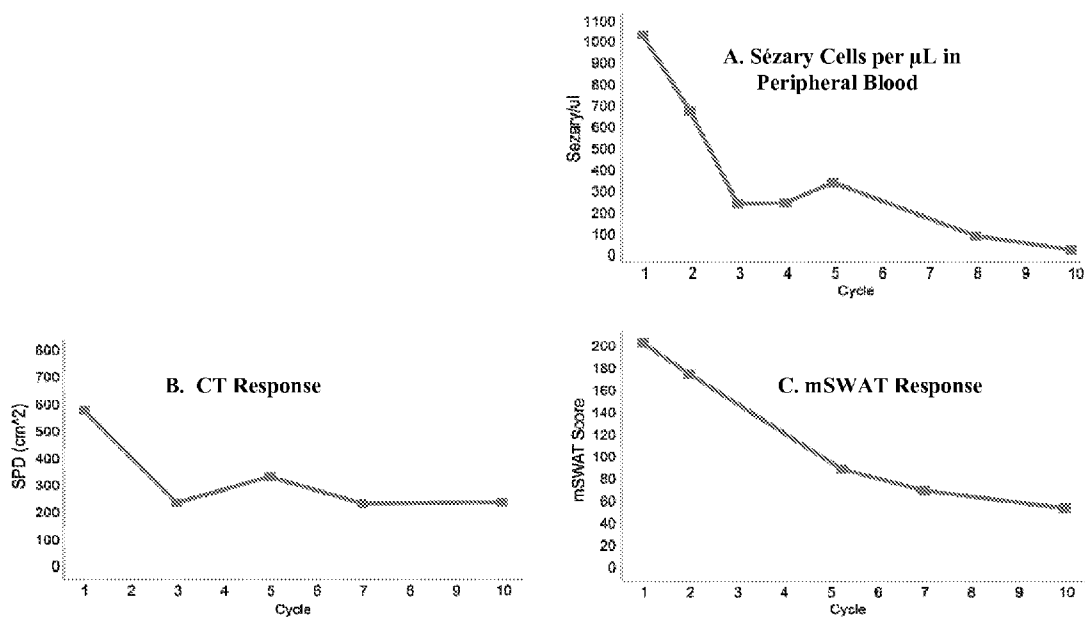 1100
1000
900
800
700
600
500
400
300
200
100
0
Sezary/ul
A. Sézary Cells per µL in
Peripheral Blood
1 2 3 4 5 6 7 8 9 10
Cycle
800
700
600
500
400
300
200
100
0
SPD (cm^2)
B. CT Response
1 2 3 4 5 6 7 8 9 10
Cycle
200
180
160
140
120
100
80
60
40
20
0
mSWAT Score
C. mSWAT Response
1 2 3 4 5 6 7 8 9 10
Cycle